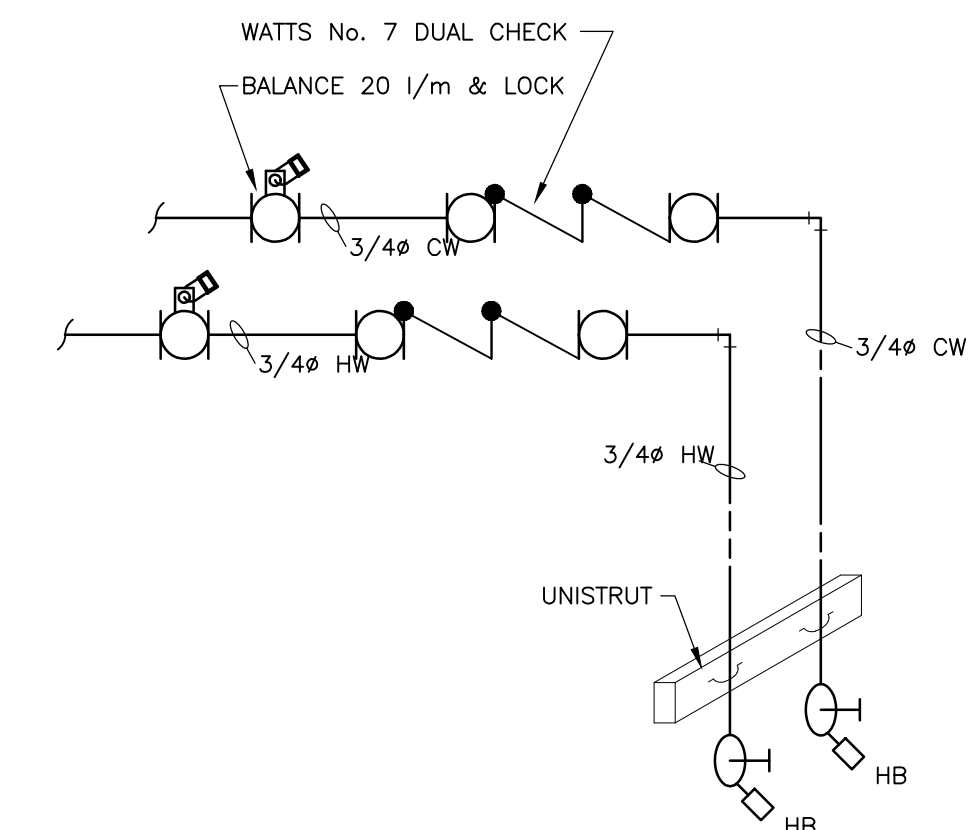 WATTS No. 7 DUAL CHECK
BALANCE 20 l/m & LOCK
3/4ø CW
3/4ø HW
3/4ø CW
3/4ø HW
UNISTRUT
HB
HB